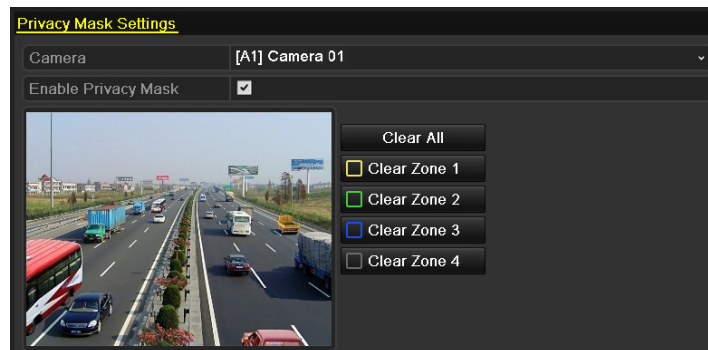 Privacy Mask Settings
Camera [A1] Camera 01
Enable Privacy Mask
Clear All
Clear Zone 1
Clear Zone 2
Clear Zone 3
Clear Zone 4